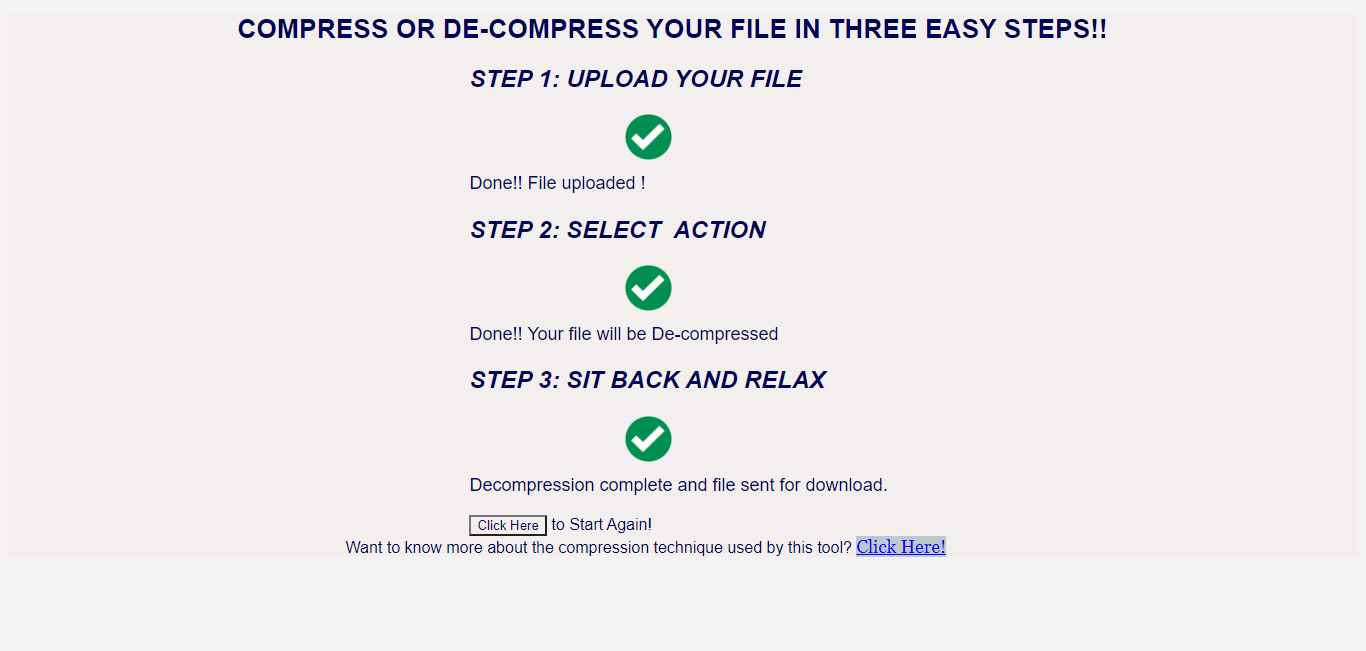 COMPRESS OR DE-COMPRESS YOUR FILE IN THREE EASY STEPS!!
STEP 1: UPLOAD YOUR FILE
Done!! File uploaded !
STEP 2: SELECT  ACTION
Done!! Your file will be De-compressed
STEP 3: SIT BACK AND RELAX
Decompression complete and file sent for download.
Click Here to Start Again!
Want to know more about the compression technique used by this tool? Click Here!